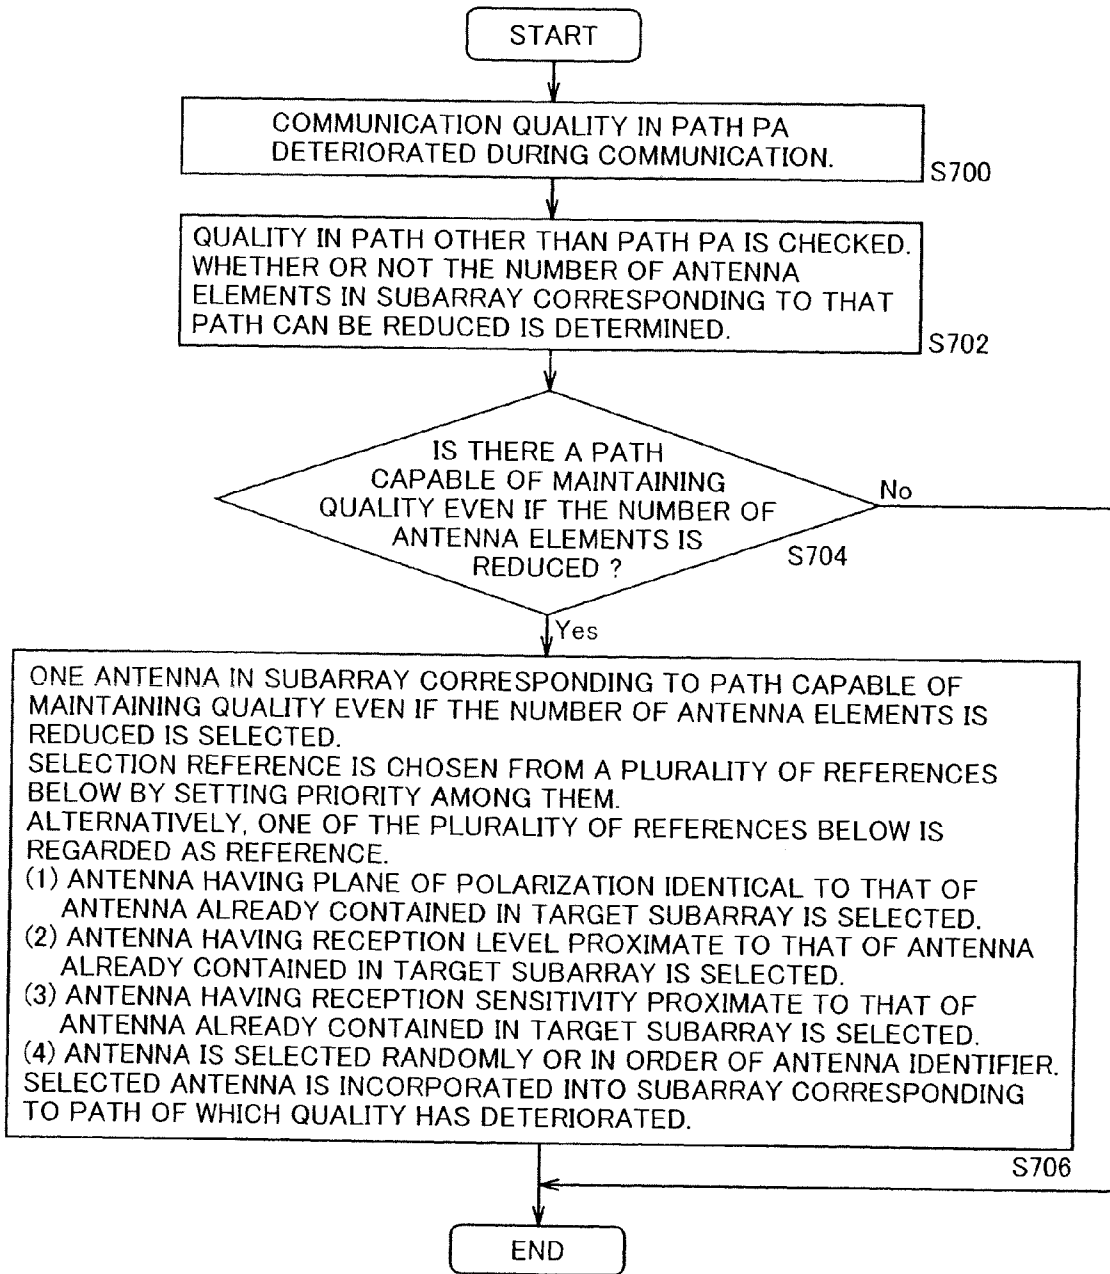 START
COMMUNICATION QUALITY IN PATH PA
DETERIORATED DURING COMMUNICATION.
S700
QUALITY IN PATH OTHER THAN PATH PA IS CHECKED.
WHETHER OR NOT THE NUMBER OF ANTENNA
ELEMENTS IN SUBARRAY CORRESPONDING TO THAT
PATH CAN BE REDUCED IS DETERMINED.
S702
IS THERE A PATH
CAPABLE OF MAINTAINING
QUALITY EVEN IF THE NUMBER OF
ANTENNA ELEMENTS IS
REDUCED ?
No
S704
Yes
ONE ANTENNA IN SUBARRAY CORRESPONDING TO PATH CAPABLE OF
MAINTAINING QUALITY EVEN IF THE NUMBER OF ANTENNA ELEMENTS IS
REDUCED IS SELECTED.
SELECTION REFERENCE IS CHOSEN FROM A PLURALITY OF REFERENCES
BELOW BY SETTING PRIORITY AMONG THEM.
ALTERNATIVELY, ONE OF THE PLURALITY OF REFERENCES BELOW IS
REGARDED AS REFERENCE.
(1) ANTENNA HAVING PLANE OF POLARIZATION IDENTICAL TO THAT OF
ANTENNA ALREADY CONTAINED IN TARGET SUBARRAY IS SELECTED.
(2) ANTENNA HAVING RECEPTION LEVEL PROXIMATE TO THAT OF ANTENNA
ALREADY CONTAINED IN TARGET SUBARRAY IS SELECTED.
(3) ANTENNA HAVING RECEPTION SENSITIVITY PROXIMATE TO THAT OF
ANTENNA ALREADY CONTAINED IN TARGET SUBARRAY IS SELECTED.
(4) ANTENNA IS SELECTED RANDOMLY OR IN ORDER OF ANTENNA IDENTIFIER.
SELECTED ANTENNA IS INCORPORATED INTO SUBARRAY CORRESPONDING
TO PATH OF WHICH QUALITY HAS DETERIORATED.
S706
END